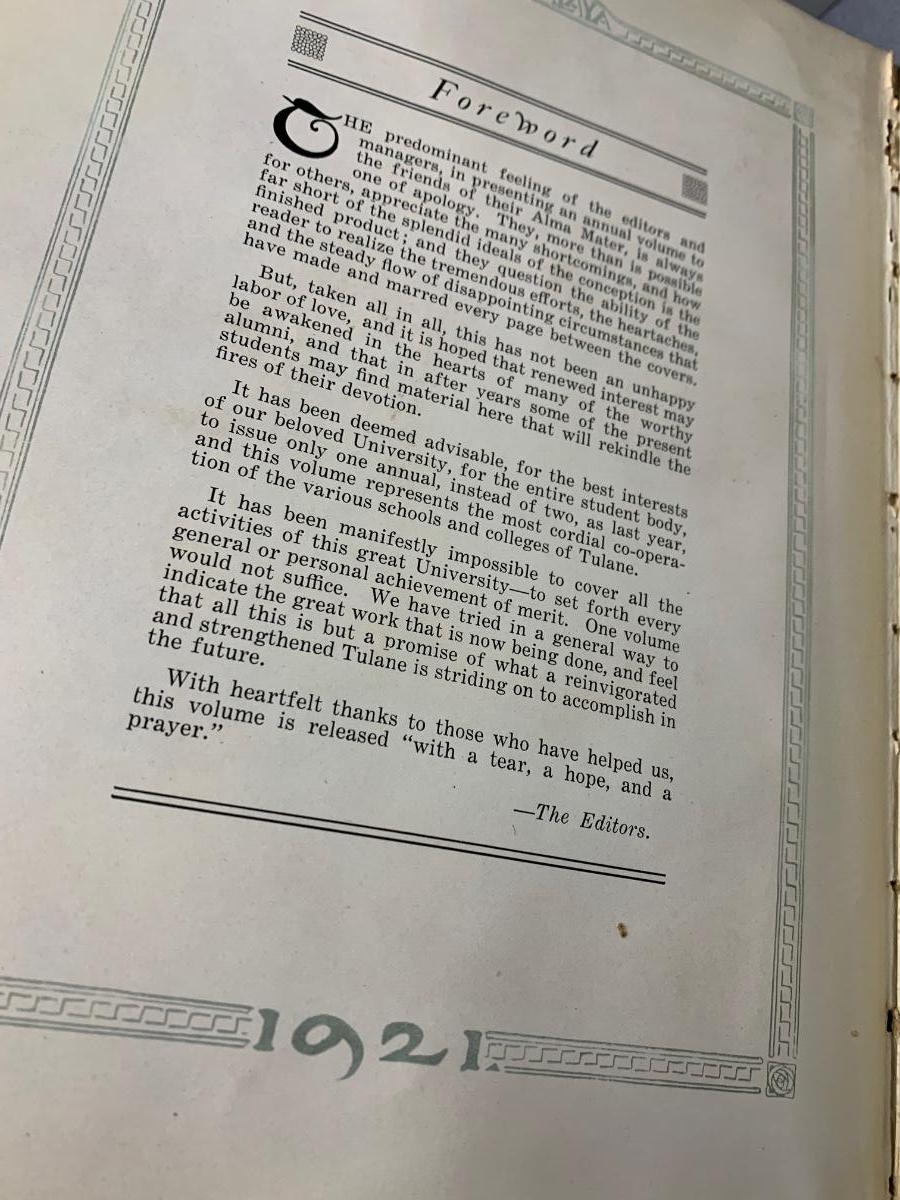 Foreword
THE predominant feeling of the editors and
managers, in presenting an annual volume to
the friends of their Alma Mater, is always
one of apology. They, more than is possible
for others, appreciate the many shortcomings, and how
far short of the splendid ideals of the conception is the
finished product; and they question the ability of the
reader to realize the tremendous efforts, the heartaches,
and the steady flow of disappointing circumstances that
have made and marred every page between the covers.
But, taken all in all, this has not been an unhappy
labor of love, and it is hoped that renewed interest may
be awakened in the hearts of many of the worthy
alumni, and that in after years some of the present
students may find material here that will rekindle the
fires of their devotion.
It has been deemed advisable, for the best interests
of our beloved University, for the entire student body,
to issue only one annual, instead of two, as last year,
and this volume represents the most cordial co-opera-
tion of the various schools and colleges of Tulane.
It has been manifestly impossible to cover all the
activities of this great University—to set forth every
general or personal achievement of merit. One volume
would not suffice. We have tried in a general way to
indicate the great work that is now being done, and feel
that all this is but a promise of what a reinvigorated
and strengthened Tulane is striding on to accomplish in
the future.
With heartfelt thanks to those who have helped us,
this volume is released “with a tear, a hope, and a
prayer.”
—The Editors.
1921